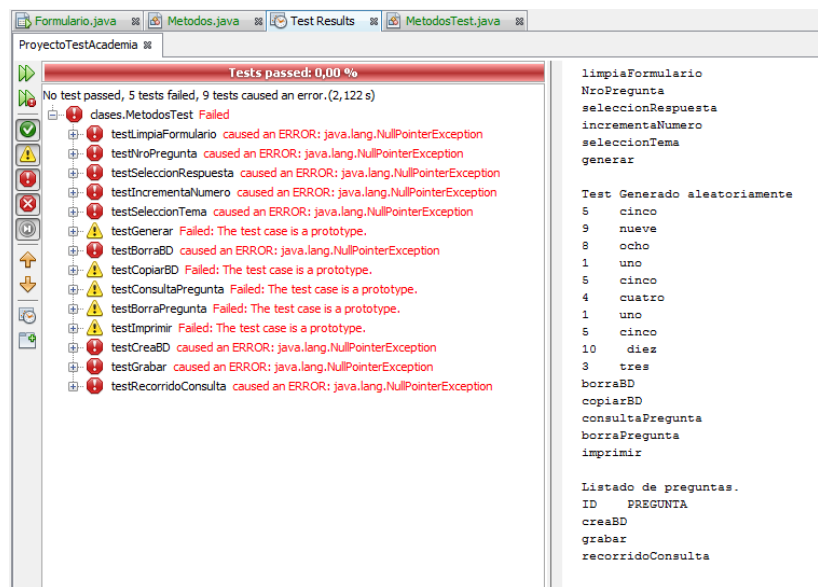 Formulario.java
Metodos.java
Test Results
MetodosTest.java
ProyectoTestAcademia
Tests passed: 0,00 %
No test passed, 5 tests failed, 9 tests caused an error.(2,122 s)
clases.MetodosTest Failed
testLimpiaFormulario caused an ERROR: java.lang.NullPointerException
testNroPregunta caused an ERROR: java.lang.NullPointerException
testSeleccionRespuesta caused an ERROR: java.lang.NullPointerException
testIncrementaNumero caused an ERROR: java.lang.NullPointerException
testSeleccionTema caused an ERROR: java.lang.NullPointerException
testGenerar Failed: The test case is a prototype.
testBorraBD caused an ERROR: java.lang.NullPointerException
testCopiarBD Failed: The test case is a prototype.
testConsultaPregunta Failed: The test case is a prototype.
testBorraPregunta Failed: The test case is a prototype.
testImprimir Failed: The test case is a prototype.
testCreaBD caused an ERROR: java.lang.NullPointerException
testGrabar caused an ERROR: java.lang.NullPointerException
testRecorridoConsulta caused an ERROR: java.lang.NullPointerException
limpiaFormulario
NroPregunta
seleccionRespuesta
incrementaNumero
seleccionTema
generar
Test Generado aleatoriamente
5 cinco
9 nueve
8 ocho
1 uno
5 cinco
4 cuatro
1 uno
5 cinco
10 diez
3 tres
borraBD
copiarBD
consultaPregunta
borraPregunta
imprimir
Listado de preguntas.
ID PREGUNTA
creaBD
grabar
recorridoConsulta